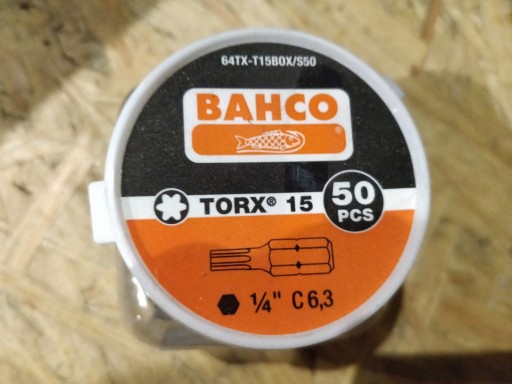 64TX-T15BOX/S50
BAHCO
TORX® 15
50
PCS
1/4" C 6,3